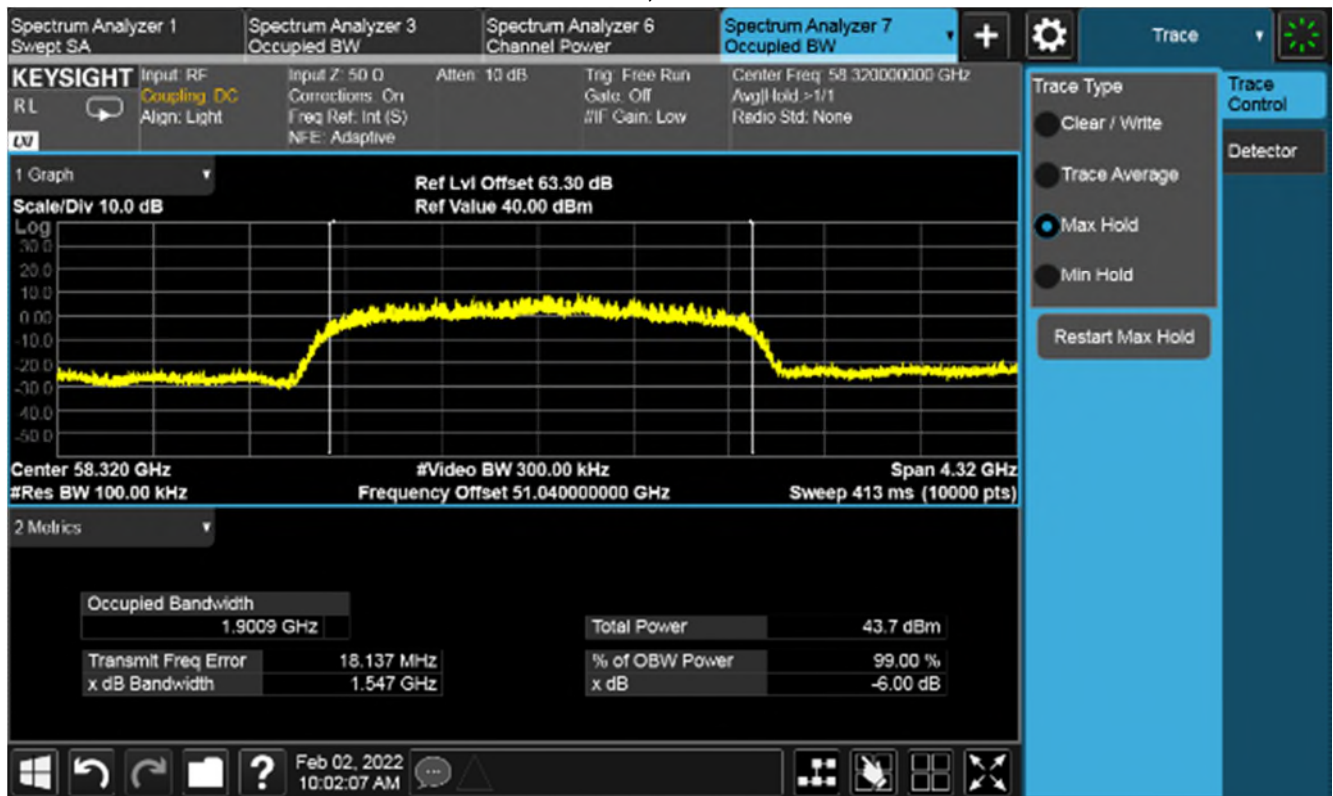 Spectrum Analyzer 1
Swept SA
Spectrum Analyzer 3
Occupied BW
Spectrum Analyzer 6
Channel Power
Spectrum Analyzer 7
Occupied BW
Trace
KEYSIGHT
RL
LXI
Input: RF
Coupling: DC
Align: Light
Input Z: 50 Ω
Corrections: On
Freq Ref: Int (S)
NFE: Adaptive
Atten: 10 dB
Trig: Free Run
Gate: Off
#IF Gain: Low
Center Freq: 58.320000000 GHz
Avg|Hold:>1/1
Radio Std: None
1 Graph
Scale/Div 10.0 dB
Ref Lvl Offset 63.30 dB
Ref Value 40.00 dBm
Log
30.0
20.0
10.0
0.00
-10.0
-20.0
-30.0
-40.0
-50.0
Center 58.320 GHz
#Video BW 300.00 kHz
Span 4.32 GHz
#Res BW 100.00 kHz
Frequency Offset 51.040000000 GHz
Sweep 413 ms (10000 pts)
2 Metrics
Occupied Bandwidth
1.9009 GHz
Total Power 43.7 dBm
Transmit Freq Error 18.137 MHz
% of OBW Power 99.00 %
x dB Bandwidth 1.547 GHz
x dB -6.00 dB
Feb 02, 2022
10:02:07 AM
Trace Type
Clear / Write
Trace Average
Max Hold
Min Hold
Restart Max Hold
Trace
Control
Detector